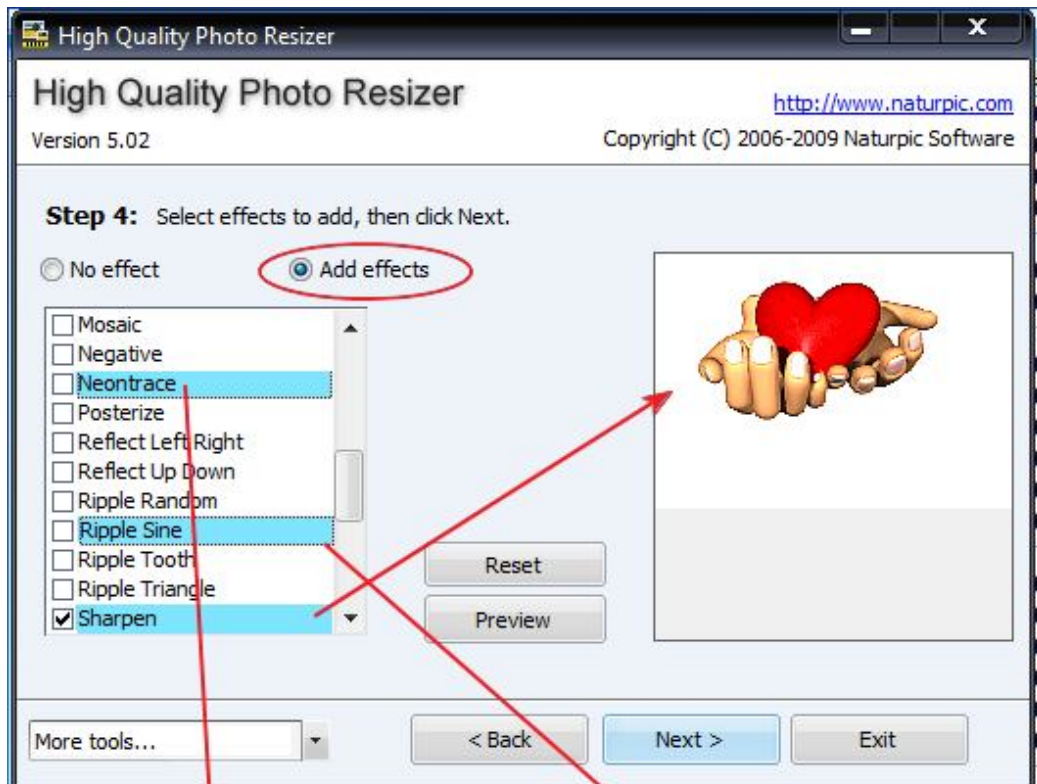 High Quality Photo Resizer
High Quality Photo Resizer
http://www.naturpic.com
Version 5.02
Copyright (C) 2006-2009 Naturpic Software
Step 4: Select effects to add, then click Next.
No effect
Add effects
Mosaic
Negative
Neontrace
Posterize
Reflect Left Right
Reflect Up Down
Ripple Random
Ripple Sine
Ripple Tooth
Ripple Triangle
Sharpen
Reset
Preview
More tools...
< Back
Next >
Exit